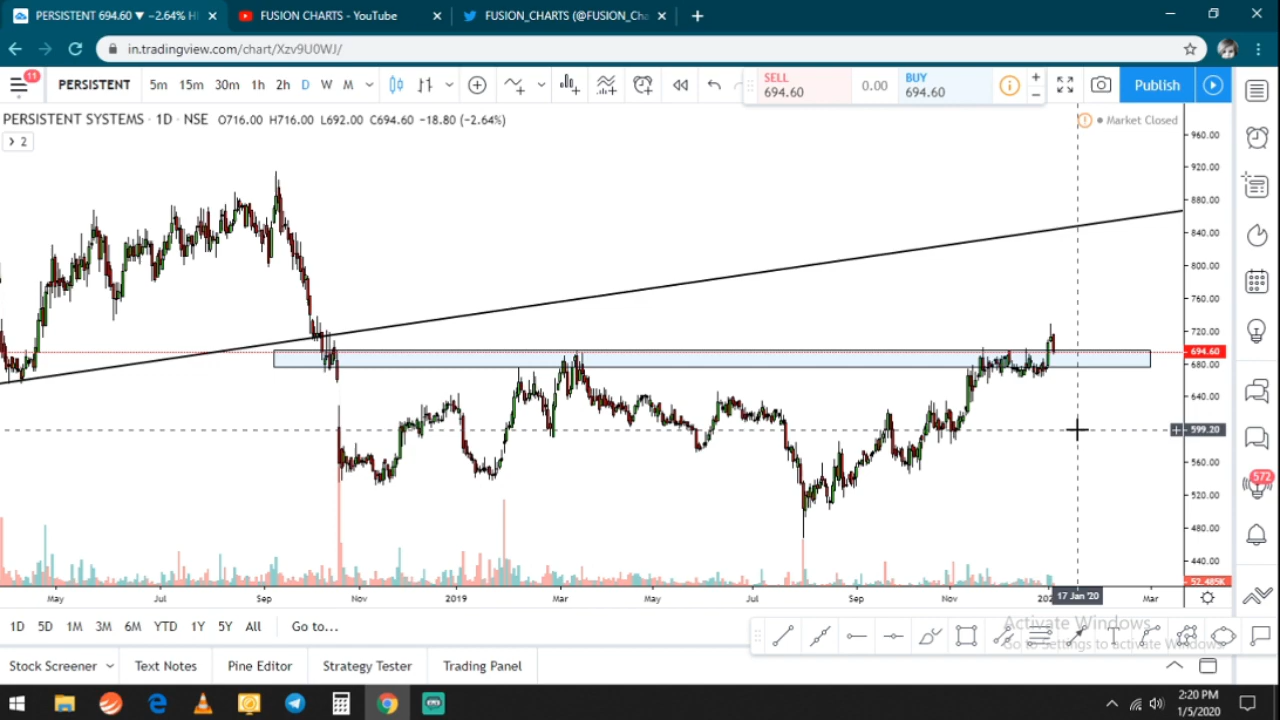 PERSISTENT 694.60 ▼ −2.64% H
FUSION CHARTS - YouTube
FUSION_CHARTS (@FUSION_Cha
in.tradingview.com/chart/Xzv9U0WJ/
11
PERSISTENT 5m 15m 30m 1h 2h D W M
SELL
694.60
0.00
BUY
694.60
Publish
PERSISTENT SYSTEMS · 1D · NSE O716.00 H716.00 L692.00 C694.60 −18.80 (−2.64%)
Market Closed
2
960.00
920.00
880.00
840.00
800.00
760.00
720.00
694.60
680.00
640.00
599.20
560.00
520.00
480.00
440.00
52.485K
572
May Jul Sep Nov 2019 Mar May Jul Sep Nov 17 Jan '20 Mar
1D 5D 1M 3M 6M YTD 1Y 5Y All Go to...
Activate Windows
Go to Settings to activate Windows.
Stock Screener Text Notes Pine Editor Strategy Tester Trading Panel
2:20 PM
1/5/2020